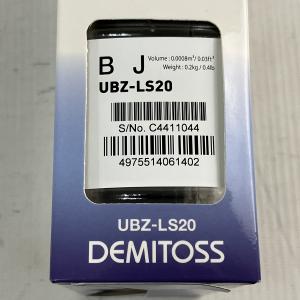 B J
Volume : 0.0008m³/ 0.03ft³
Weight : 0.2kg / 0.4lb
UBZ-LS20
S/No. C4411044
4975514061402
UBZ-LS20
DEMITOSS